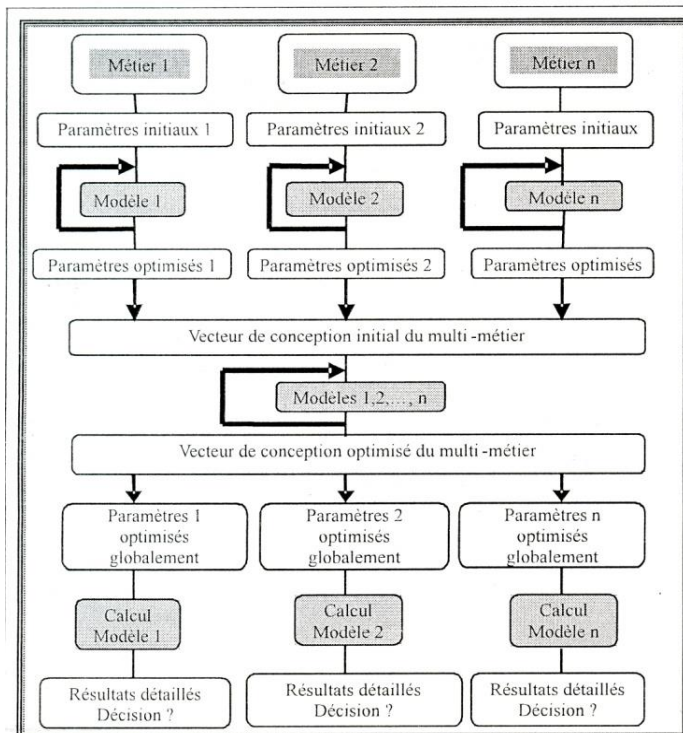 Métier 1
Métier 2
Métier n
Paramètres initiaux 1
Paramètres initiaux 2
Paramètres initiaux
Modèle 1
Modèle 2
Modèle n
Paramètres optimisés 1
Paramètres optimisés 2
Paramètres optimisés
Vecteur de conception initial du multi-métier
Modèles 1,2,..., n
Vecteur de conception optimisé du multi-métier
Paramètres 1
optimisés
globalement
Paramètres 2
optimisés
globalement
Paramètres n
optimisés
globalement
Calcul
Modèle 1
Calcul
Modèle 2
Calcul
Modèle n
Résultats détaillés
Décision ?
Résultats détaillés
Décision ?
Résultats détaillés
Décision ?